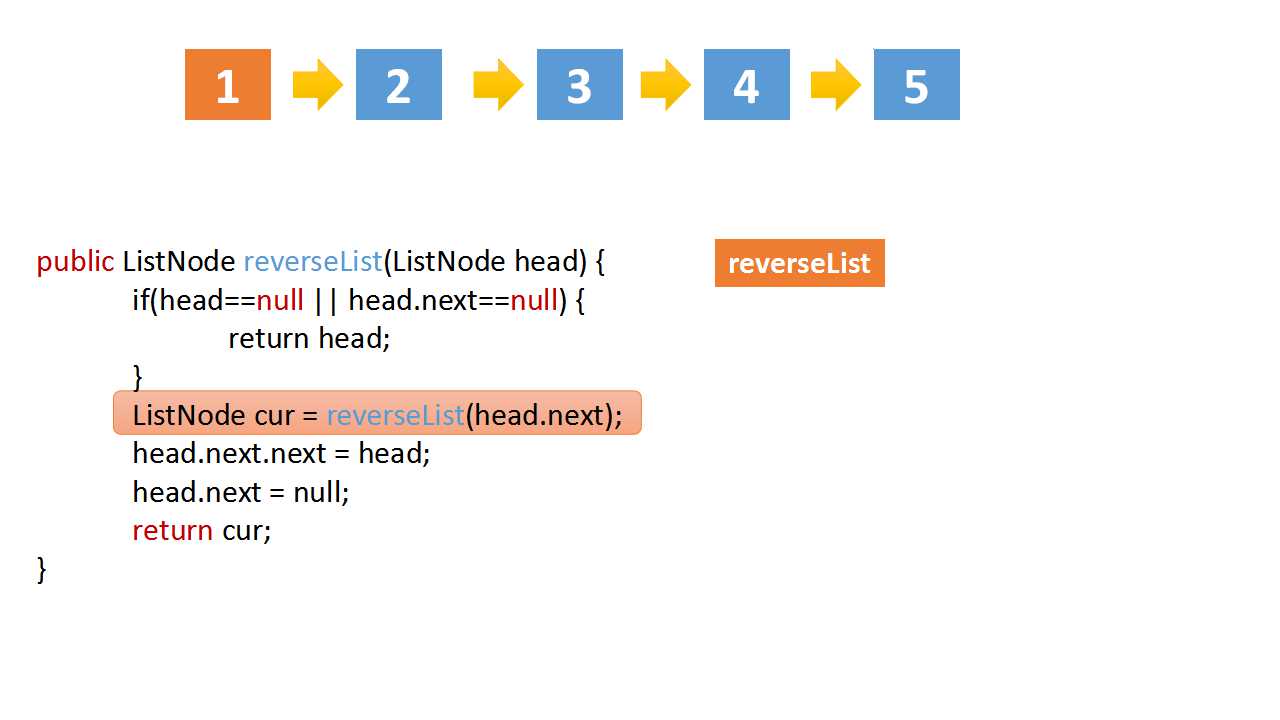 1 2 3 4 5
public ListNode reverseList(ListNode head) {
if(head==null || head.next==null) {
return head;
}
ListNode cur = reverseList(head.next);
head.next.next = head;
head.next = null;
return cur;
}
reverseList